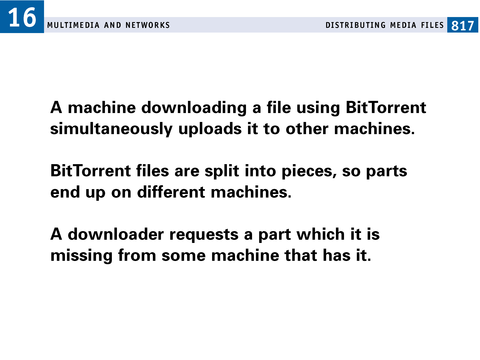 16
MULTIMEDIA AND NETWORKS
DISTRIBUTING MEDIA FILES 817
A machine downloading a file using BitTorrent
simultaneously uploads it to other machines.
BitTorrent files are split into pieces, so parts
end up on different machines.
A downloader requests a part which it is
missing from some machine that has it.